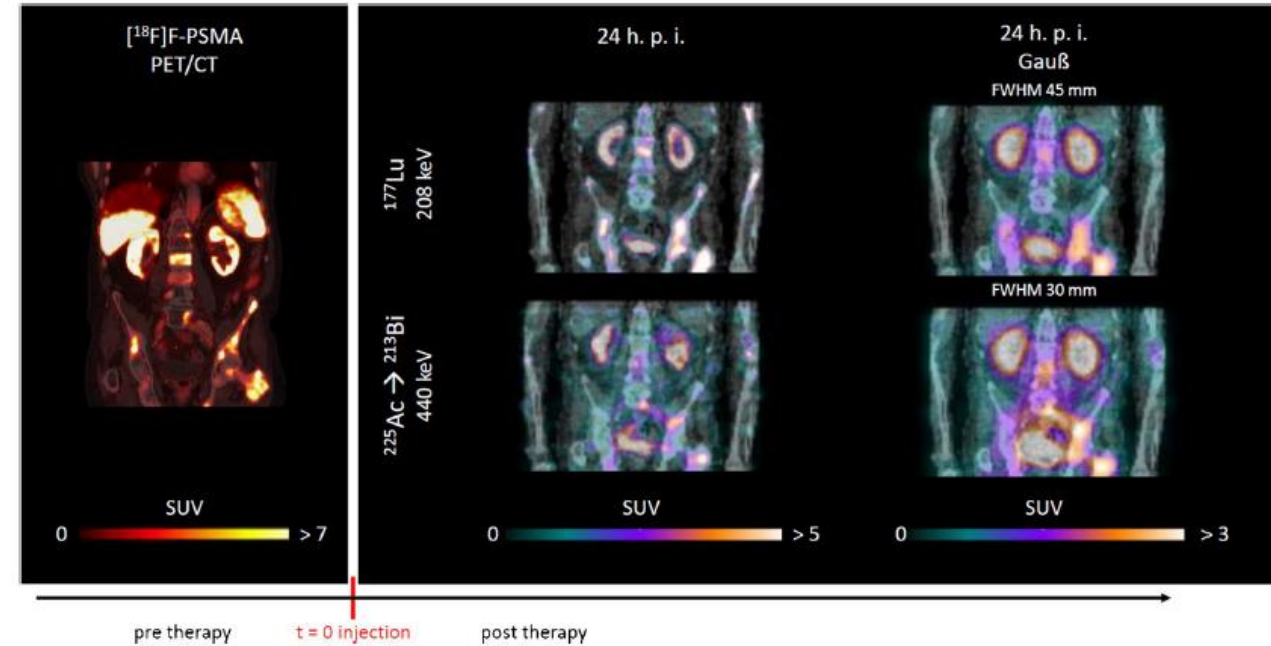 [¹⁸F]F-PSMA
PET/CT
SUV
0
> 7
24 h. p. i.
24 h. p. i.
Gauß
FWHM 45 mm
¹⁷⁷Lu
208 keV
FWHM 30 mm
²²⁵Ac → ²¹³Bi
440 keV
SUV
0
> 5
SUV
0
> 3
pre therapy
t = 0 injection
post therapy